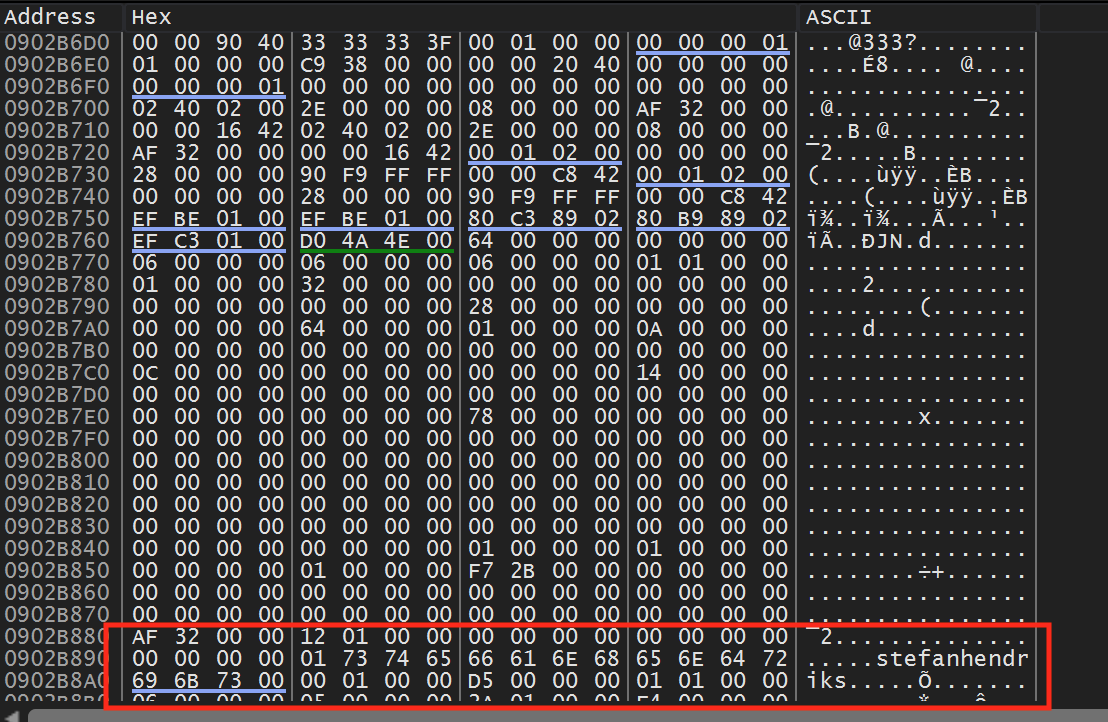 Address Hex ASCII
0902B6D0 00 00 90 40 33 33 33 3F 00 01 00 00 00 00 00 01 ...@333?........
0902B6E0 01 00 00 00 C9 38 00 00 00 00 20 40 00 00 00 00 ....É8.... @....
0902B6F0 00 00 00 01 00 00 00 00 00 00 00 00 00 00 00 00 ................
0902B700 02 40 02 00 2E 00 00 00 08 00 00 00 AF 32 00 00 .@..........¯2..
0902B710 00 00 16 42 02 40 02 00 2E 00 00 00 08 00 00 00 ...B.@..........
0902B720 AF 32 00 00 00 00 16 42 00 01 02 00 00 00 00 00 ¯2.....B........
0902B730 28 00 00 00 90 F9 FF FF 00 00 C8 42 00 01 02 00 (....ùÿÿ..ÈB....
0902B740 00 00 00 00 28 00 00 00 90 F9 FF FF 00 00 C8 42 ....(....ùÿÿ..ÈB
0902B750 EF BE 01 00 EF BE 01 00 80 C3 89 02 80 B9 89 02 ï¾..ï¾...Ã...¹..
0902B760 EF C3 01 00 D0 4A 4E 00 64 00 00 00 00 00 00 00 ïÃ..ÐJN.d.......
0902B770 06 00 00 00 06 00 00 00 06 00 00 00 01 01 00 00 ................
0902B780 01 00 00 00 32 00 00 00 00 00 00 00 00 00 00 00 ....2...........
0902B790 00 00 00 00 00 00 00 00 28 00 00 00 00 00 00 00 ........(.......
0902B7A0 00 00 00 00 64 00 00 00 01 00 00 00 0A 00 00 00 ....d...........
0902B7B0 00 00 00 00 00 00 00 00 00 00 00 00 00 00 00 00 ................
0902B7C0 0C 00 00 00 00 00 00 00 00 00 00 00 14 00 00 00 ................
0902B7D0 00 00 00 00 00 00 00 00 00 00 00 00 00 00 00 00 ................
0902B7E0 00 00 00 00 00 00 00 00 78 00 00 00 00 00 00 00 ........x.......
0902B7F0 00 00 00 00 00 00 00 00 00 00 00 00 00 00 00 00 ................
0902B800 00 00 00 00 00 00 00 00 00 00 00 00 00 00 00 00 ................
0902B810 00 00 00 00 00 00 00 00 00 00 00 00 00 00 00 00 ................
0902B820 00 00 00 00 00 00 00 00 00 00 00 00 00 00 00 00 ................
0902B830 00 00 00 00 00 00 00 00 00 00 00 00 00 00 00 00 ................
0902B840 00 00 00 00 00 00 00 00 01 00 00 00 01 00 00 00 ................
0902B850 00 00 00 00 01 00 00 00 F7 2B 00 00 00 00 00 00 ........÷+......
0902B860 00 00 00 00 00 00 00 00 00 00 00 00 00 00 00 00 ................
0902B870 00 00 00 00 00 00 00 00 00 00 00 00 00 00 00 00 ................
0902B880 AF 32 00 00 12 01 00 00 00 00 00 00 00 00 00 00 ¯2..............
0902B890 00 00 00 00 01 73 74 65 66 61 6E 68 65 6E 64 72 .....stefanhendr
0902B8A0 69 6B 73 00 00 01 00 00 D5 00 00 00 01 01 00 00 iks.....Õ.......